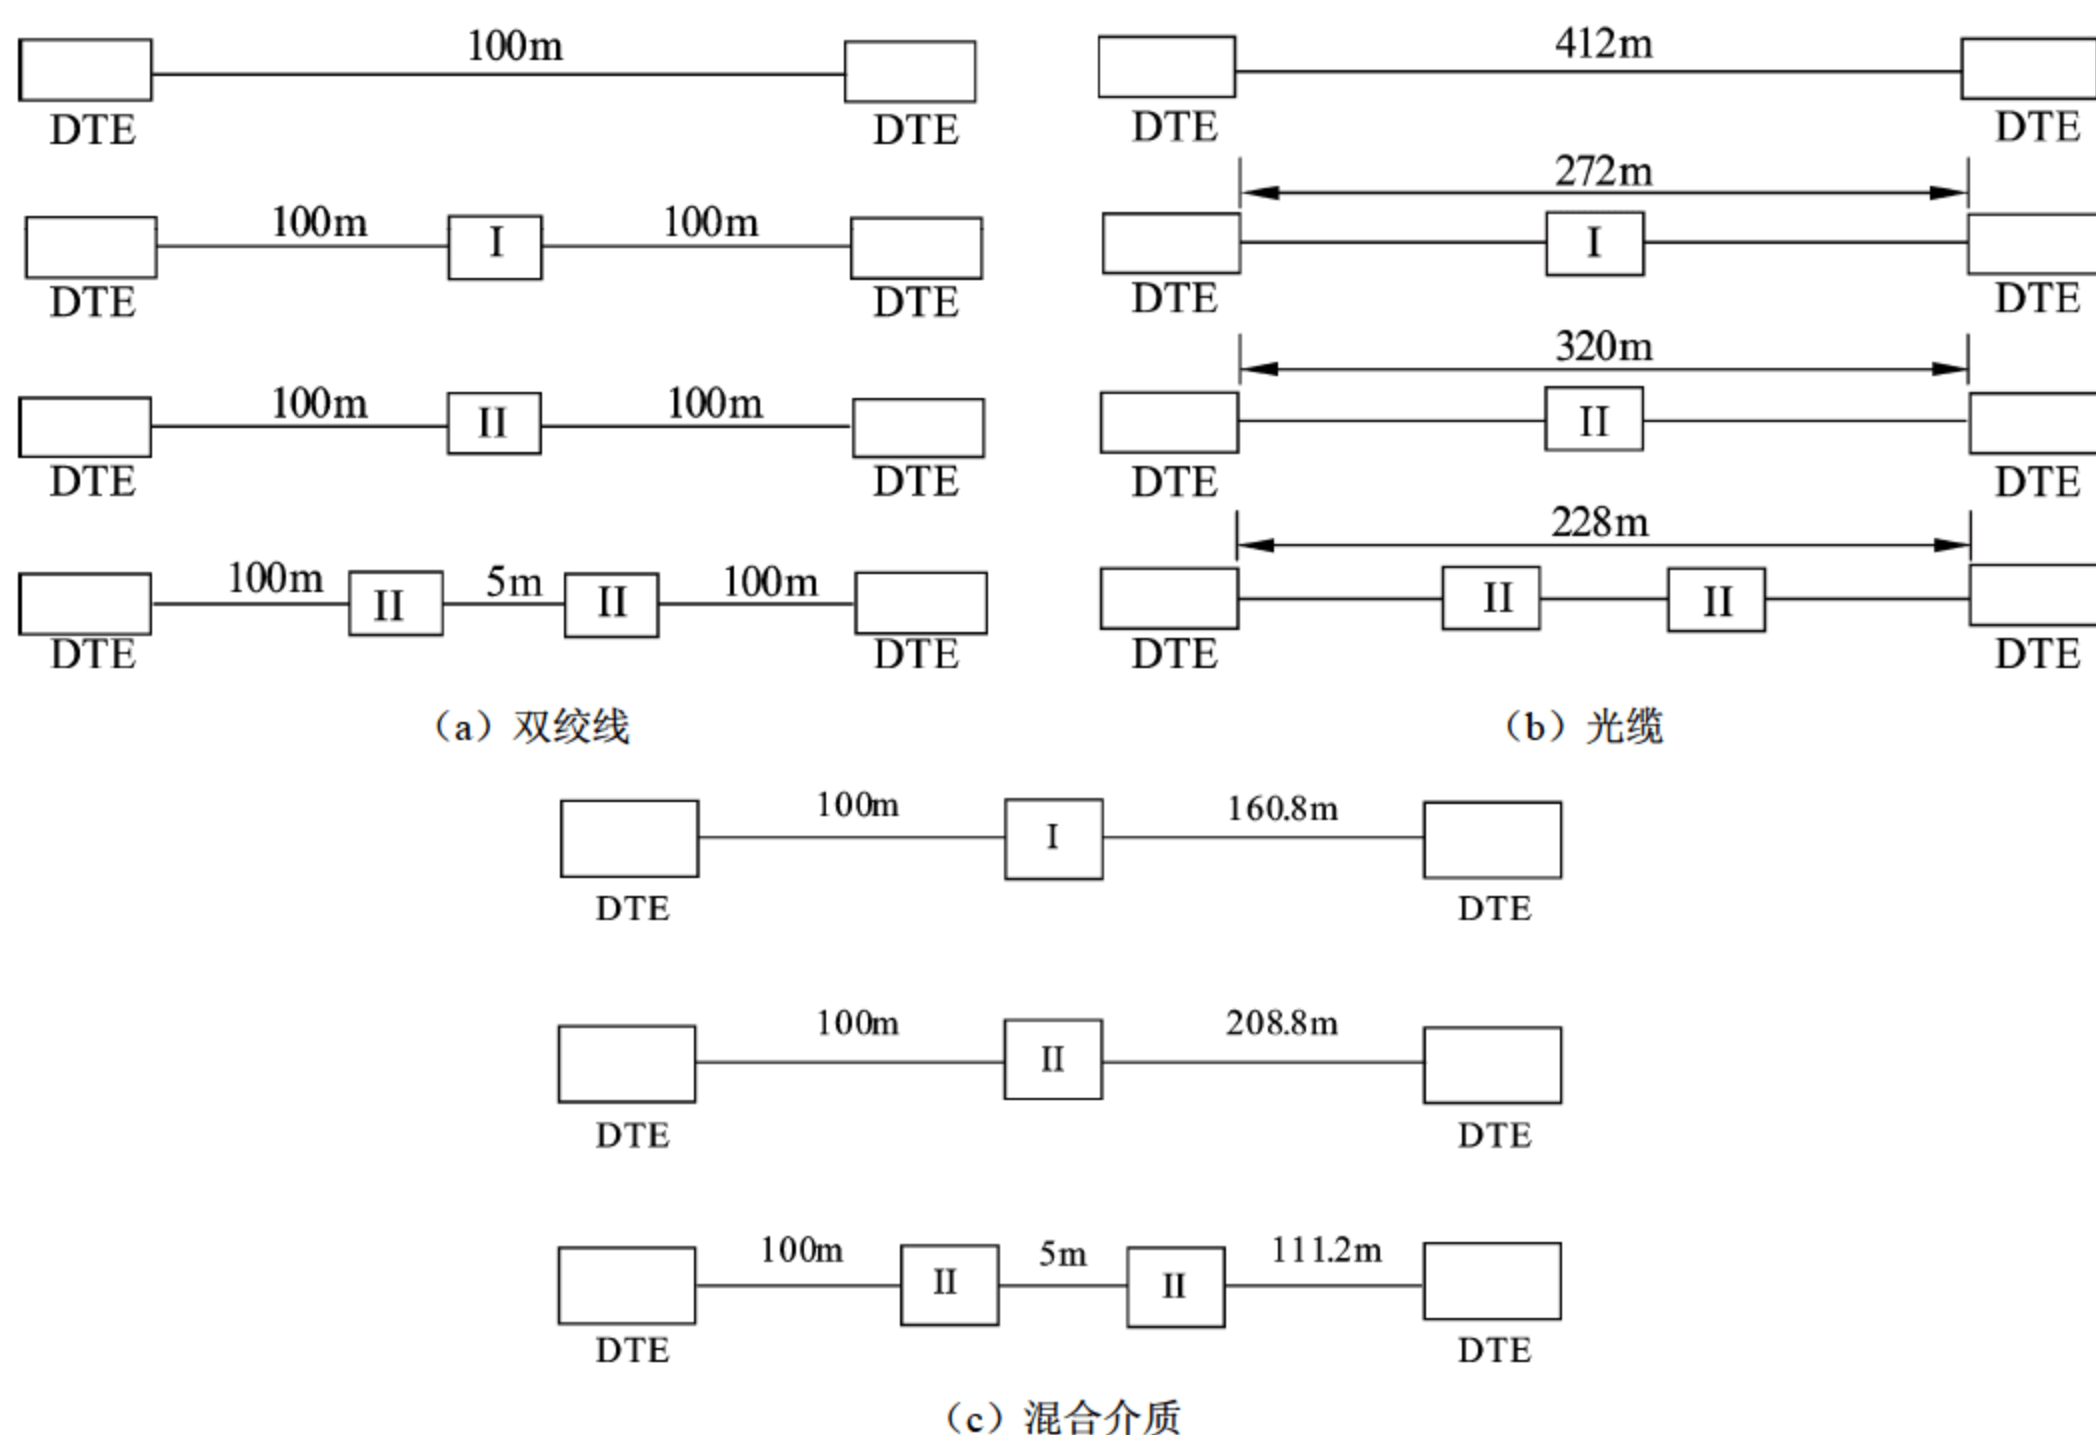 100m
DTE DTE
100m I 100m
DTE DTE
100m II 100m
DTE DTE
100m II 5m II 100m
DTE DTE
（a）双绞线
412m
DTE DTE
272m
I
DTE DTE
320m
II
DTE DTE
228m
II II
DTE DTE
（b）光缆
100m I 160.8m
DTE DTE
100m II 208.8m
DTE DTE
100m II 5m II 111.2m
DTE DTE
（c）混合介质